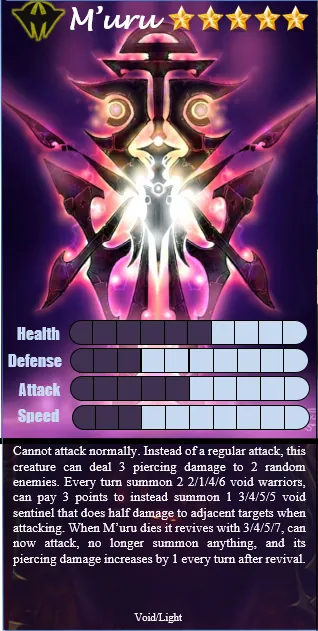 M'uru
Health
Defense
Attack
Speed
Cannot attack normally. Instead of a regular attack, this
creature can deal 3 piercing damage to 2 random
enemies. Every turn summon 2 2/1/4/6 void warriors,
can pay 3 points to instead summon 1 3/4/5/5 void
sentinel that does half damage to adjacent targets when
attacking. When M'uru dies it revives with 3/4/5/7, can
now attack, no longer summon anything, and its
piercing damage increases by 1 every turn after revival.
Void/Light